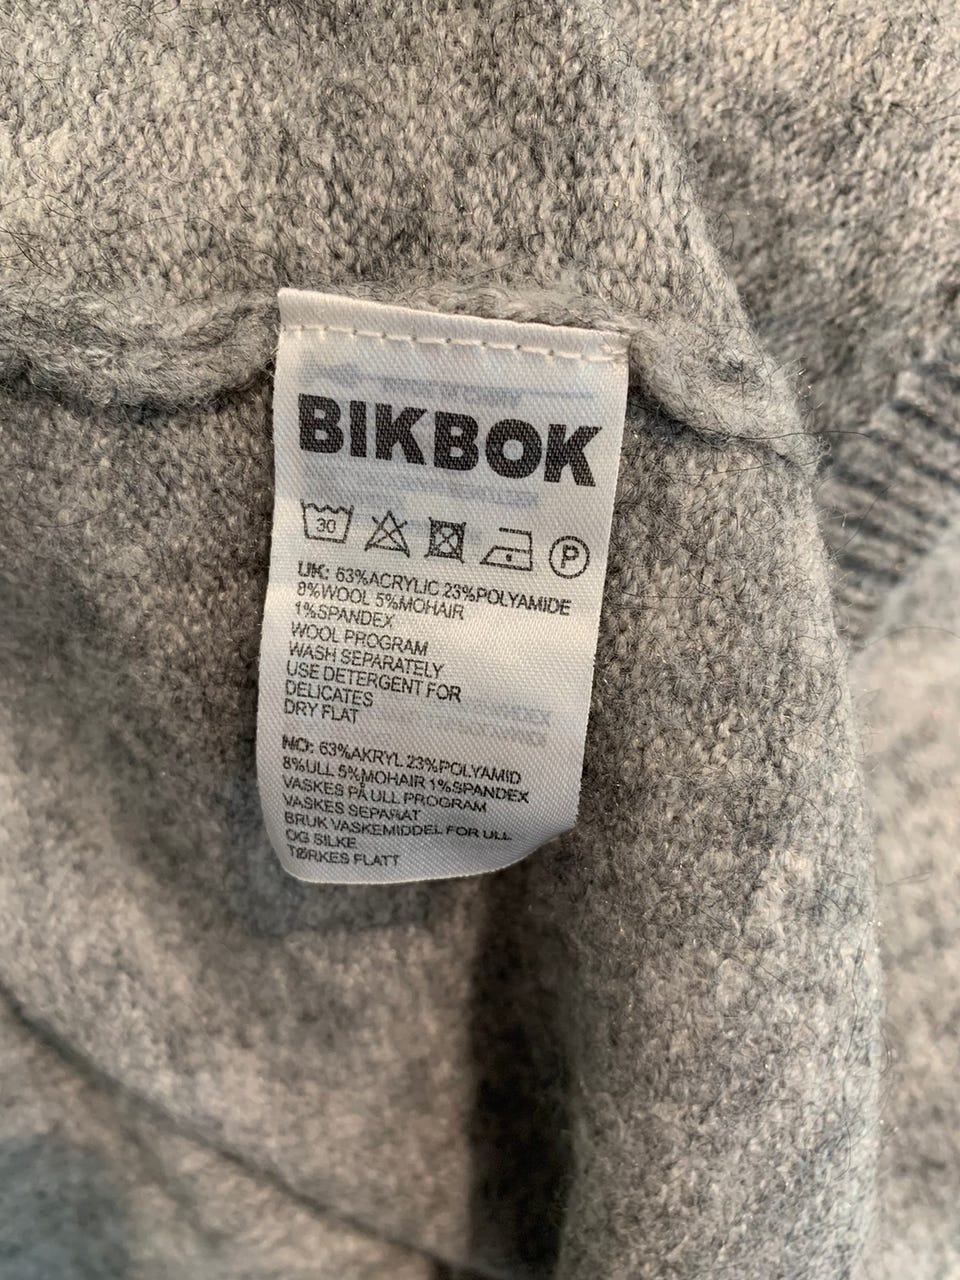 BIKBOK
30 P
UK: 63%ACRYLIC 23%POLYAMIDE
8%WOOL 5%MOHAIR
1%SPANDEX
WOOL PROGRAM
WASH SEPARATELY
USE DETERGENT FOR
DELICATES
DRY FLAT
NO: 63%AKRYL 23%POLYAMID
8%ULL 5%MOHAIR 1%SPANDEX
VASKES PÅ ULL PROGRAM
VASKES SEPARAT
BRUK VASKEMIDDEL FOR ULL
OG SILKE
TØRKES FLATT